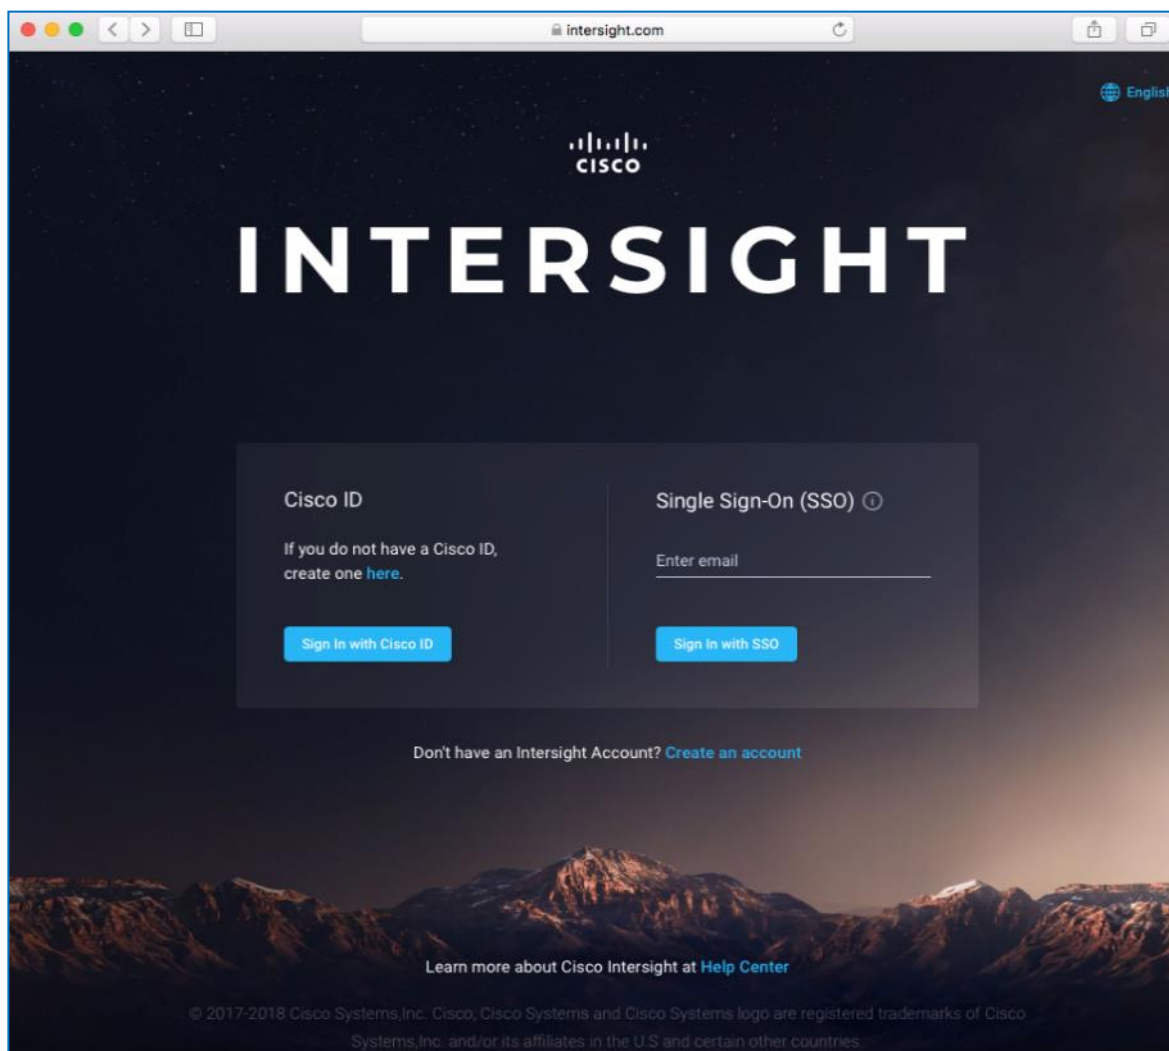 intersight.com
English
CISCO
INTERSIGHT
Cisco ID
If you do not have a Cisco ID,
create one here.
Sign In with Cisco ID
Single Sign-On (SSO)
Enter email
Sign In with SSO
Don't have an Intersight Account? Create an account
Learn more about Cisco Intersight at Help Center
© 2017-2018 Cisco Systems,Inc. Cisco, Cisco Systems and Cisco Systems logo are registered trademarks of Cisco
Systems,Inc. and/or its affiliates in the U.S and certain other countries.